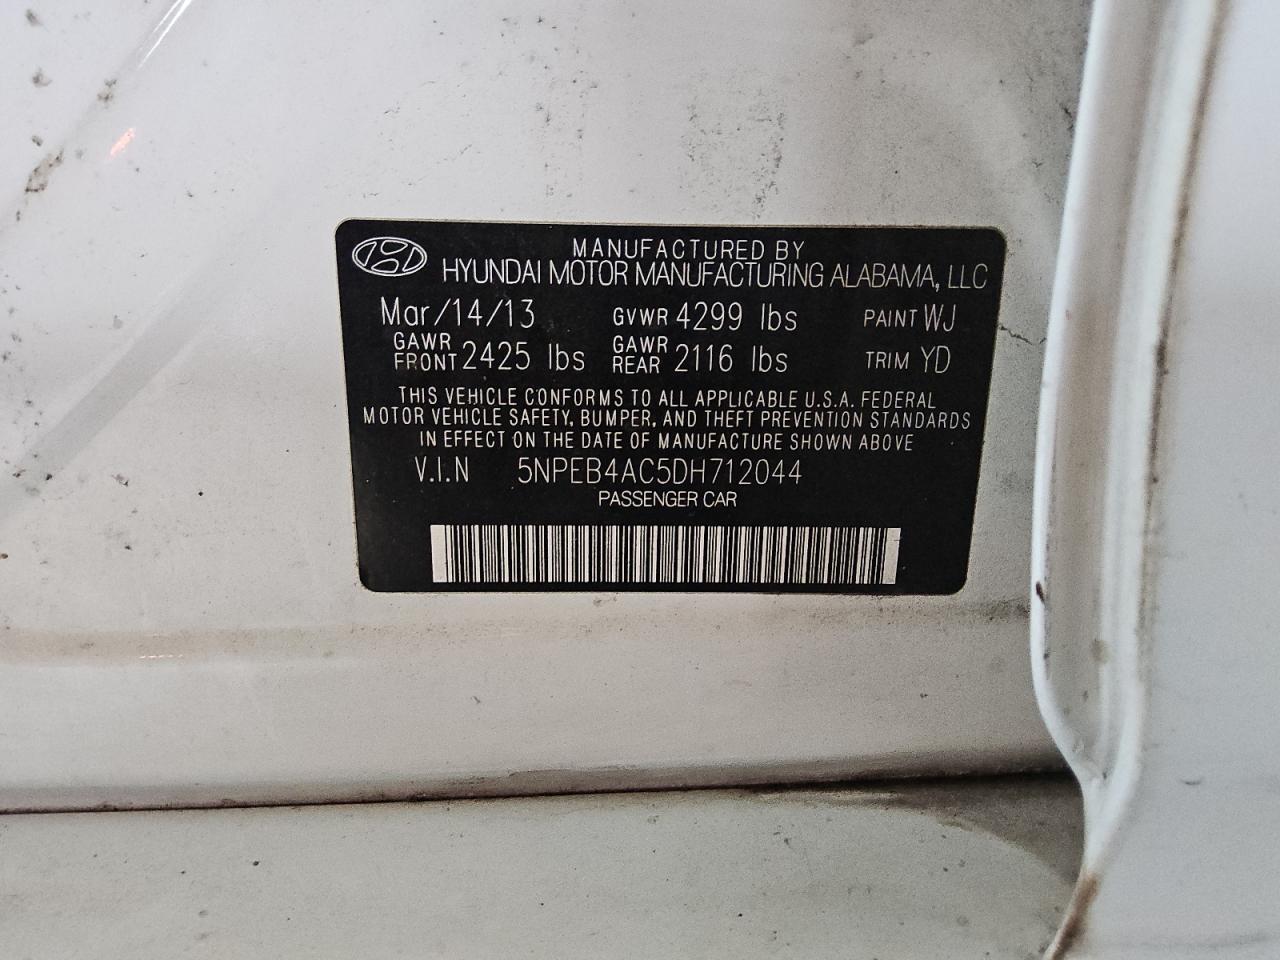 MANUFACTURED BY
HYUNDAI MOTOR MANUFACTURING ALABAMA, LLC
Mar/14/13 GVWR 4299 lbs PAINT WJ
GAWR FRONT 2425 lbs GAWR REAR 2116 lbs TRIM YD
THIS VEHICLE CONFORMS TO ALL APPLICABLE U.S.A. FEDERAL
MOTOR VEHICLE SAFETY, BUMPER, AND THEFT PREVENTION STANDARDS
IN EFFECT ON THE DATE OF MANUFACTURE SHOWN ABOVE
V.I.N 5NPEB4AC5DH712044
PASSENGER CAR